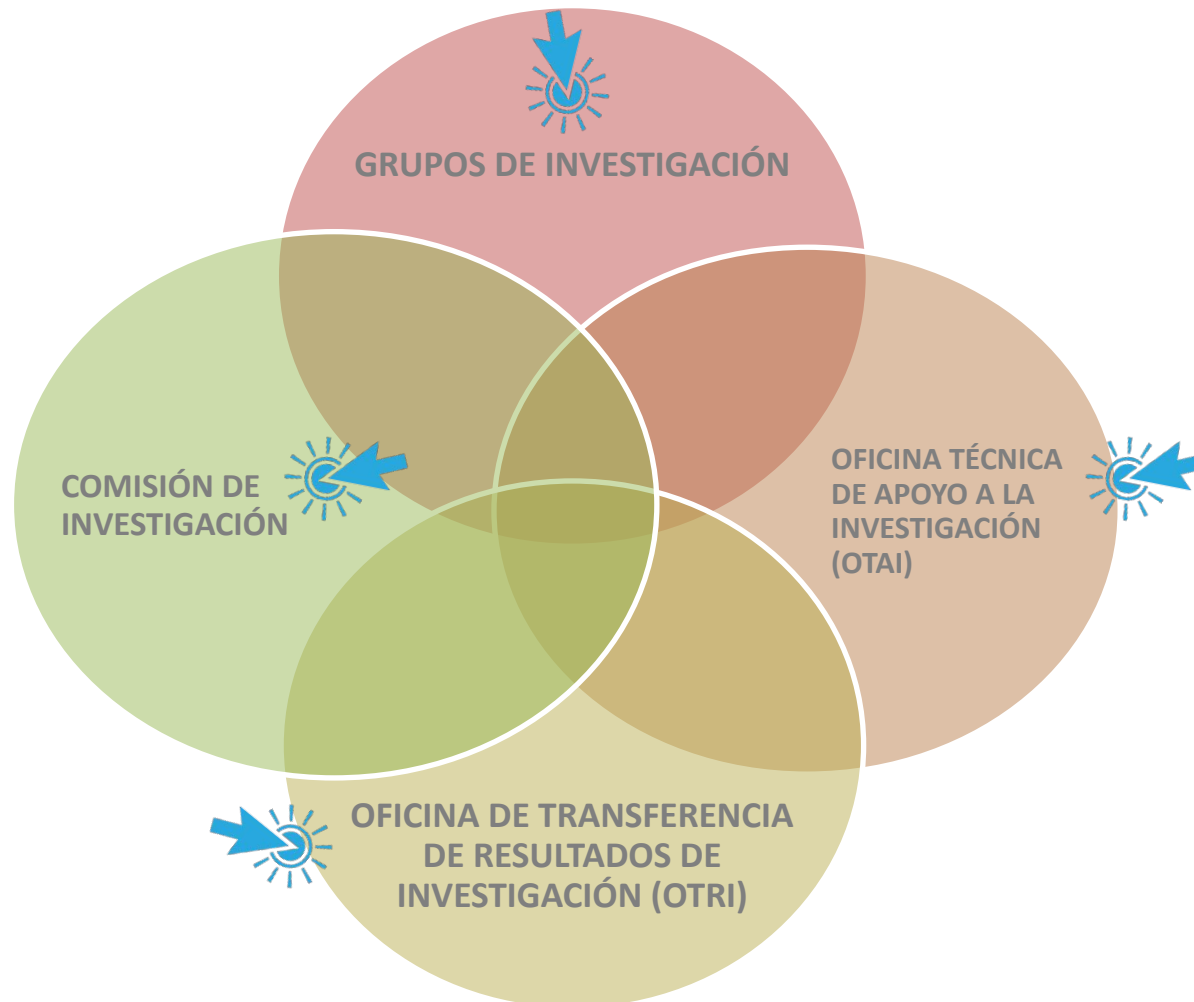 GRUPOS DE INVESTIGACIÓN
COMISIÓN DE
INVESTIGACIÓN
OFICINA TÉCNICA
DE APOYO A LA
INVESTIGACIÓN
(OTAI)
OFICINA DE TRANSFERENCIA
DE RESULTADOS DE
INVESTIGACIÓN (OTRI)